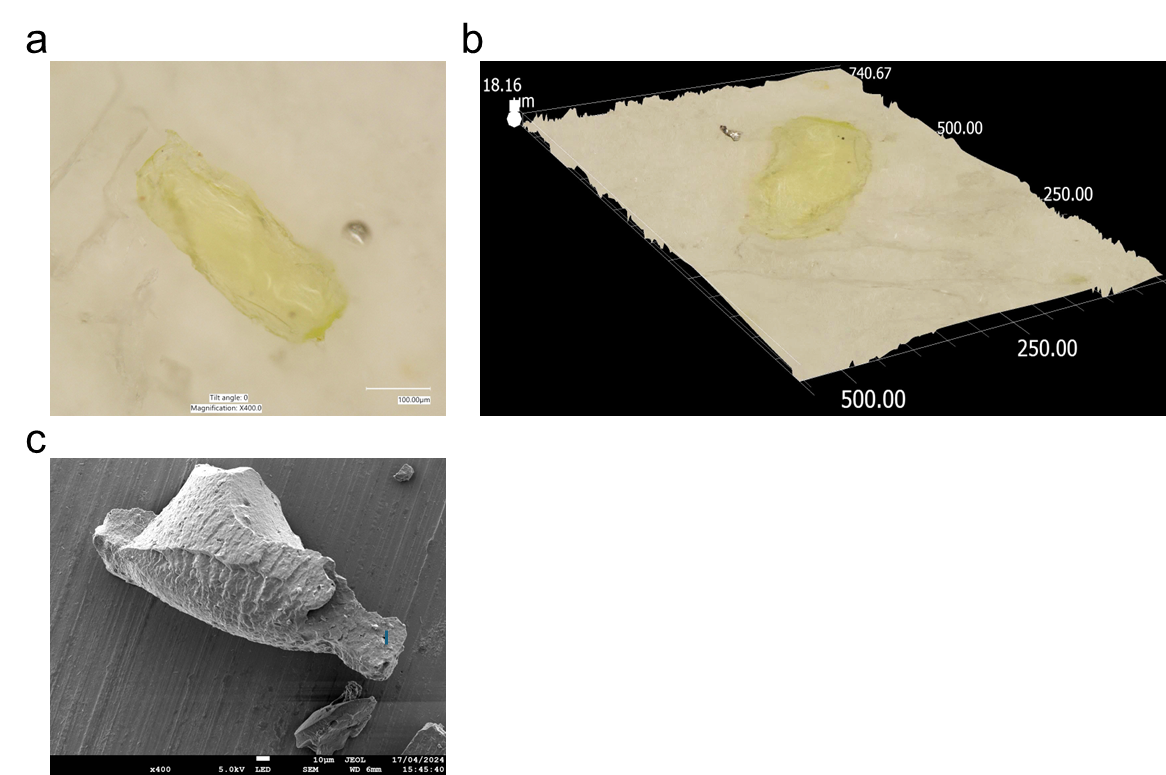 a
b
100.00µm
Tilt angle: 0
Magnification: X400.0
18.16
µm
740.67
500.00
250.00
250.00
500.00
c
10µm JEOL 17/04/2024
x400 5.0kV LED SEM WD 6mm 15:45:40